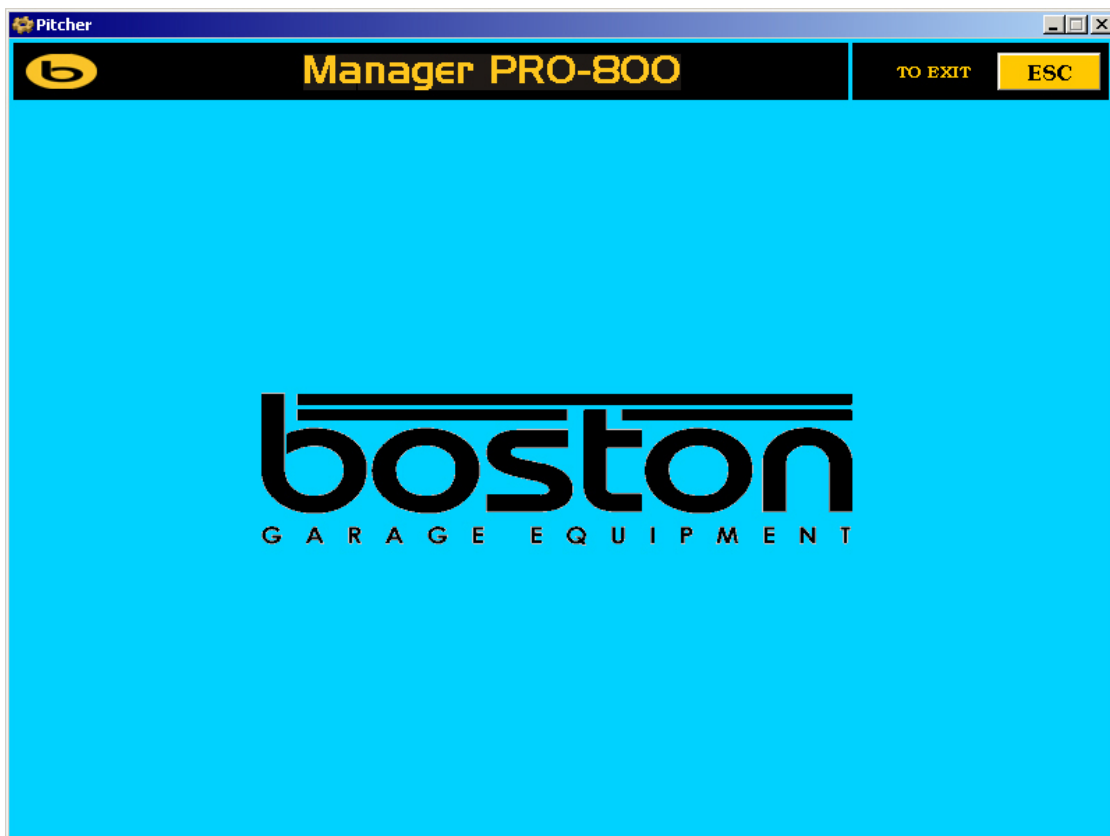 Pitcher
Manager PRO-800
TO EXIT
ESC
boston
GARAGE EQUIPMENT